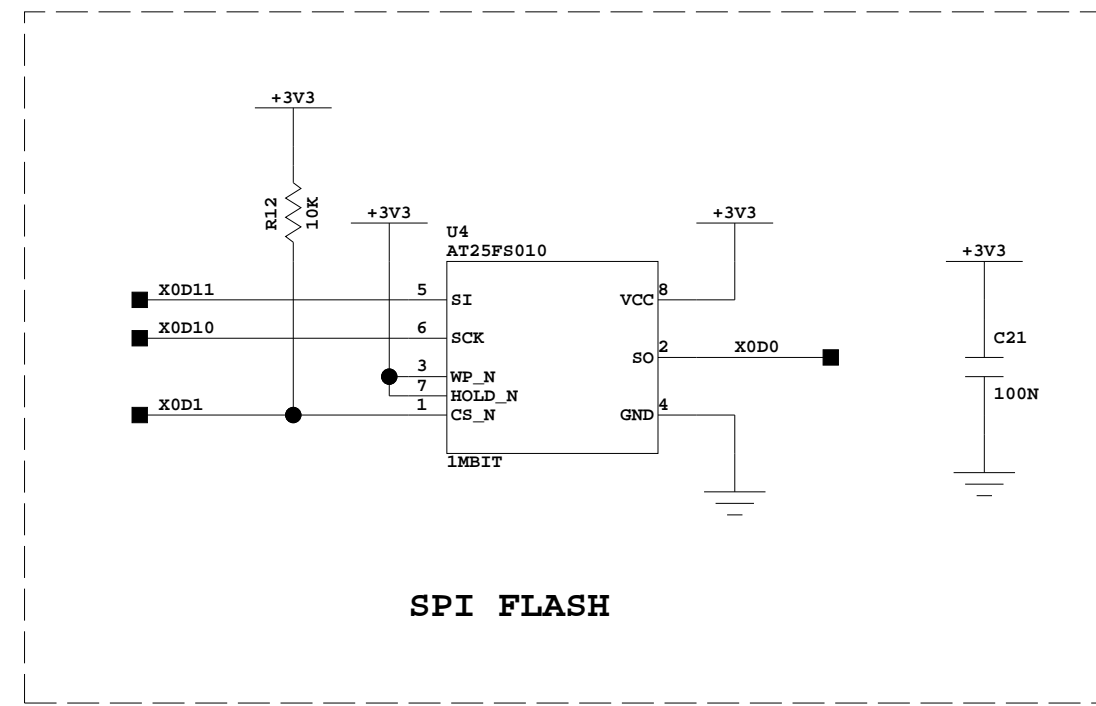 +3V3
R12
10K
+3V3
U4
AT25FS010
+3V3
+3V3
X0D11
5
SI
VCC
8
X0D10
6
SCK
C21
2
SO
X0D0
3
WP_N
7
HOLD_N
100N
X0D1
1
CS_N
GND
4
1MBIT
SPI FLASH